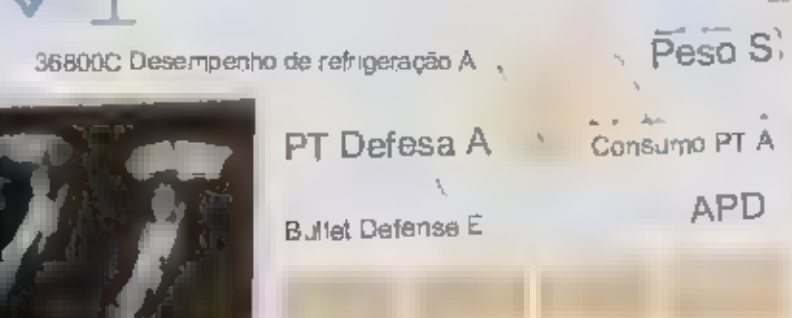 36800C Desempenho de refrigeração A
Peso S
PT Defesa A
Consumo PT A
Bullet Defense E
APD